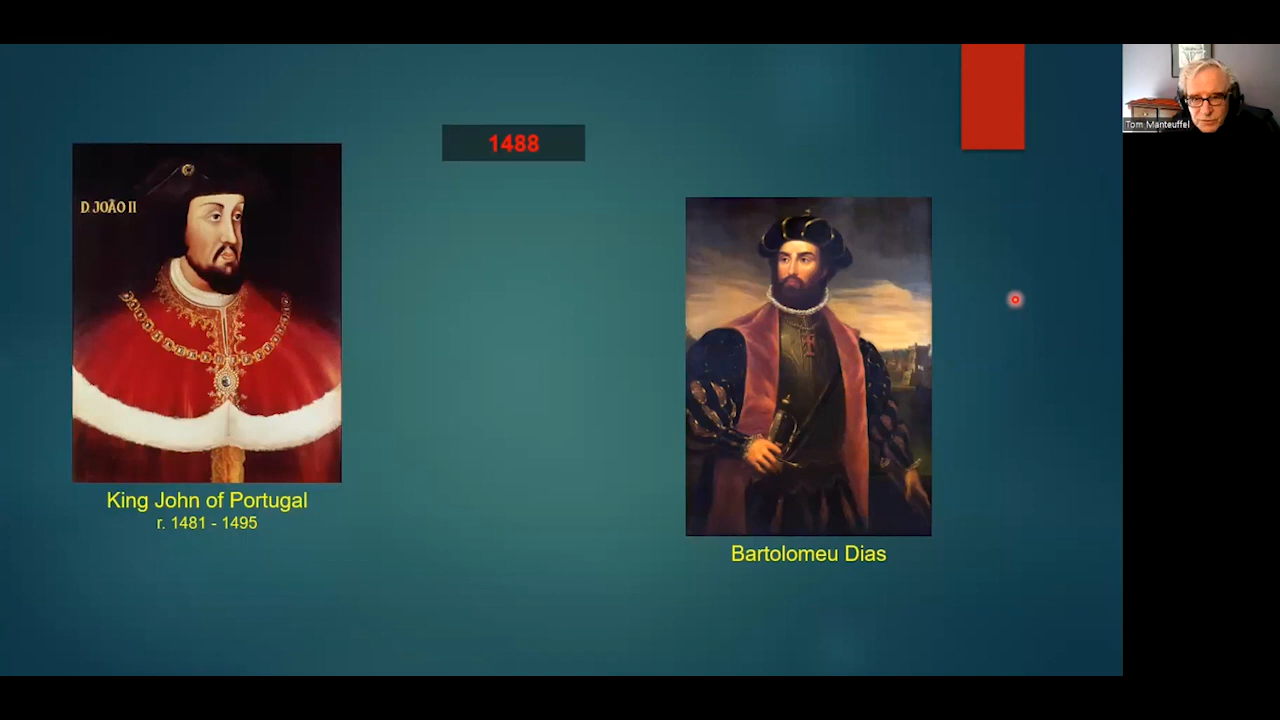 1488
D. JOÃO II
King John of Portugal
r. 1481 - 1495
Bartolomeu Dias
Tom Manteuffel